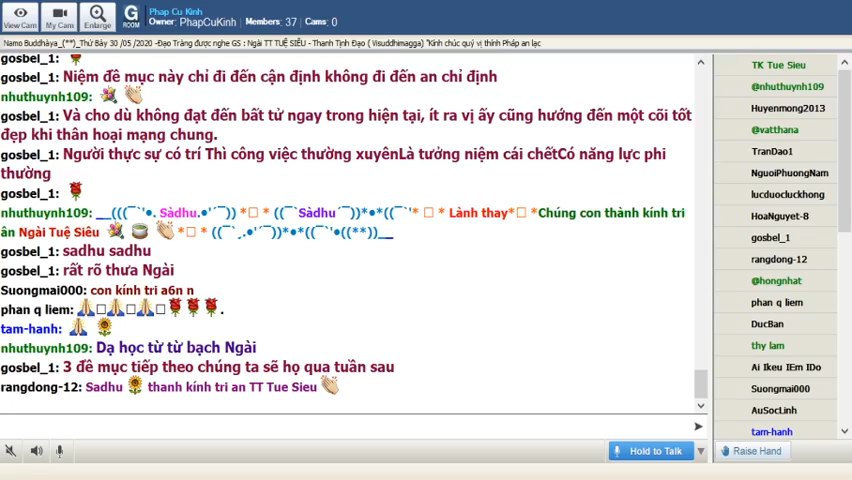 View Cam
My Cam
Enlarge
G
ROOM
Phap Cu Kinh
Owner: PhapCuKinh Members: 37 Cams: 0
Namo Buddhàya_(**)_Thứ Bảy 30 /05 /2020 -Đạo Tràng được nghe GS : Ngài TT TUỆ SIÊU - Thanh Tịnh Đạo ( Visuddhimagga) "Kính chúc quý vị thính Pháp an lạc
gosbel_1:
gosbel_1: Niệm đề mục này chỉ đi đến cận định không đi đến an chỉ định
nhuthuynh109:
gosbel_1: Và cho dù không đạt đến bất tử ngay trong hiện tại, ít ra vị ấy cũng hướng đến một cõi tốt
đẹp khi thân hoại mạng chung.
gosbel_1: Người thực sự có trí Thì công việc thường xuyênLà tưởng niệm cái chếtCó năng lực phi
thường
gosbel_1:
nhuthuynh109: __(((¯`'•. Sàdhu.•'´¯)) *□ * ((¯`Sàdhu´¯))*•*((¯`'* □ * Lành thay*□ *Chúng con thành kính tri
ân Ngài Tuệ Siêu *□ * ((¯`¸.•'´¯))*•*((¯`'•((**))__
gosbel_1: sadhu sadhu
gosbel_1: rất rõ thưa Ngài
Suongmai000: con kính tri a6n n
phan q liem: □ □ □ .
tam-hanh:
nhuthuynh109: Dạ học từ từ bạch Ngài
gosbel_1: 3 đề mục tiếp theo chúng ta sẽ họ qua tuần sau
rangdong-12: Sadhu thanh kính tri an TT Tue Sieu
TK Tue Sieu
@nhuthuynh109
Huyenmong2013
@vatthana
TranDao1
NguoiPhuongNam
lucduocluckhong
HoaNguyet-8
gosbel_1
rangdong-12
@hongnhat
phan q liem
DucBan
thy lam
Ai Ikeu IEm IDo
Suongmai000
AuSocLinh
tam-hanh
Hold to Talk
Raise Hand